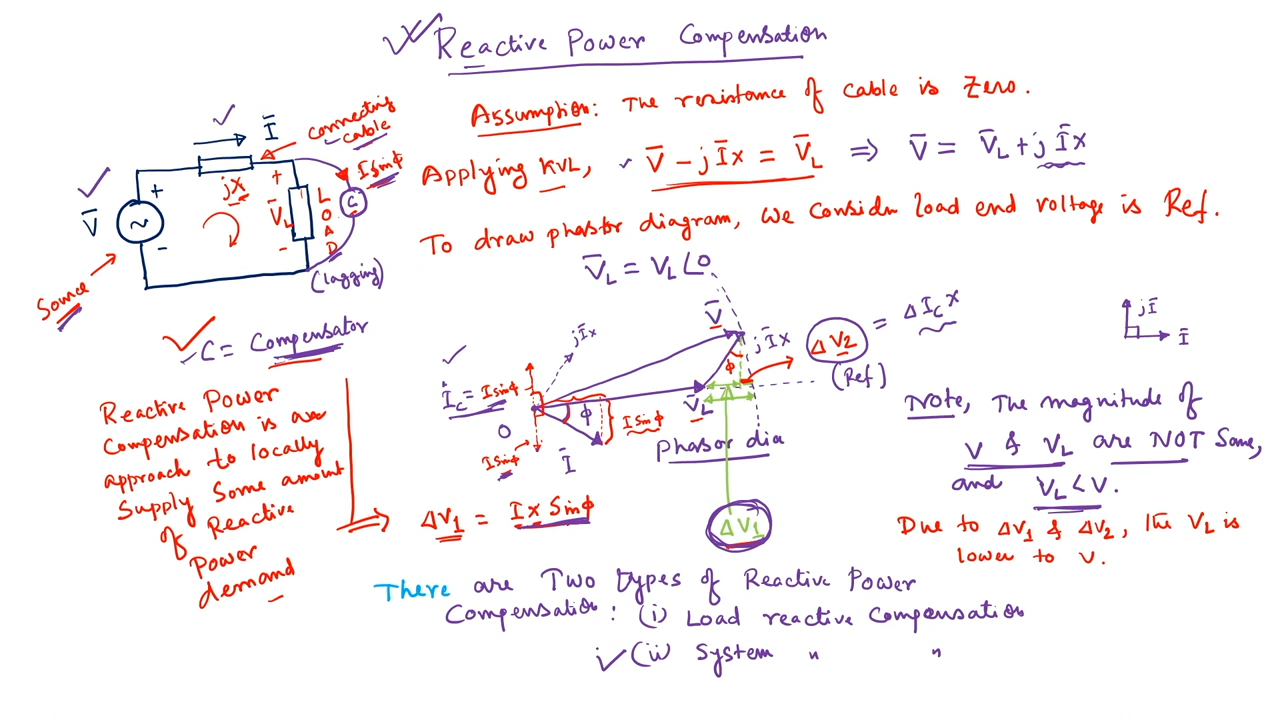 Reactive Power Compensation
Assumption: The resistance of cable is Zero.
Applying KVL, V̄ - jĪx = V̄L ⇒ V̄ = V̄L + jĪx
To draw phasor diagram, we consider load end voltage is Ref.
V̄L = VL∠0
Ī
connecting
cable
+
jX
+
V̄
V̄L
LOAD
C
I sinϕ
-
-
(lagging)
Source
C = Compensator
Reactive Power
Compensation is an
approach to locally
Supply Some amount
of Reactive
Power
demand
jĪx
V̄
jĪx
ΔV2 = ΔIC X
ϕ
(Ref)
IC = I sinϕ
ϕ
I sinϕ
V̄L
O
Ī
I sinϕ
Phasor dia
jĪ
Ī
Note, The magnitude of
V & VL are NOT Same,
and VL < V.
Due to ΔV1 & ΔV2, the VL is
lower to V.
ΔV1 = Ix Sinϕ
ΔV1
There are Two types of Reactive Power
Compensation: (i) Load reactive Compensation
(ii) System " "